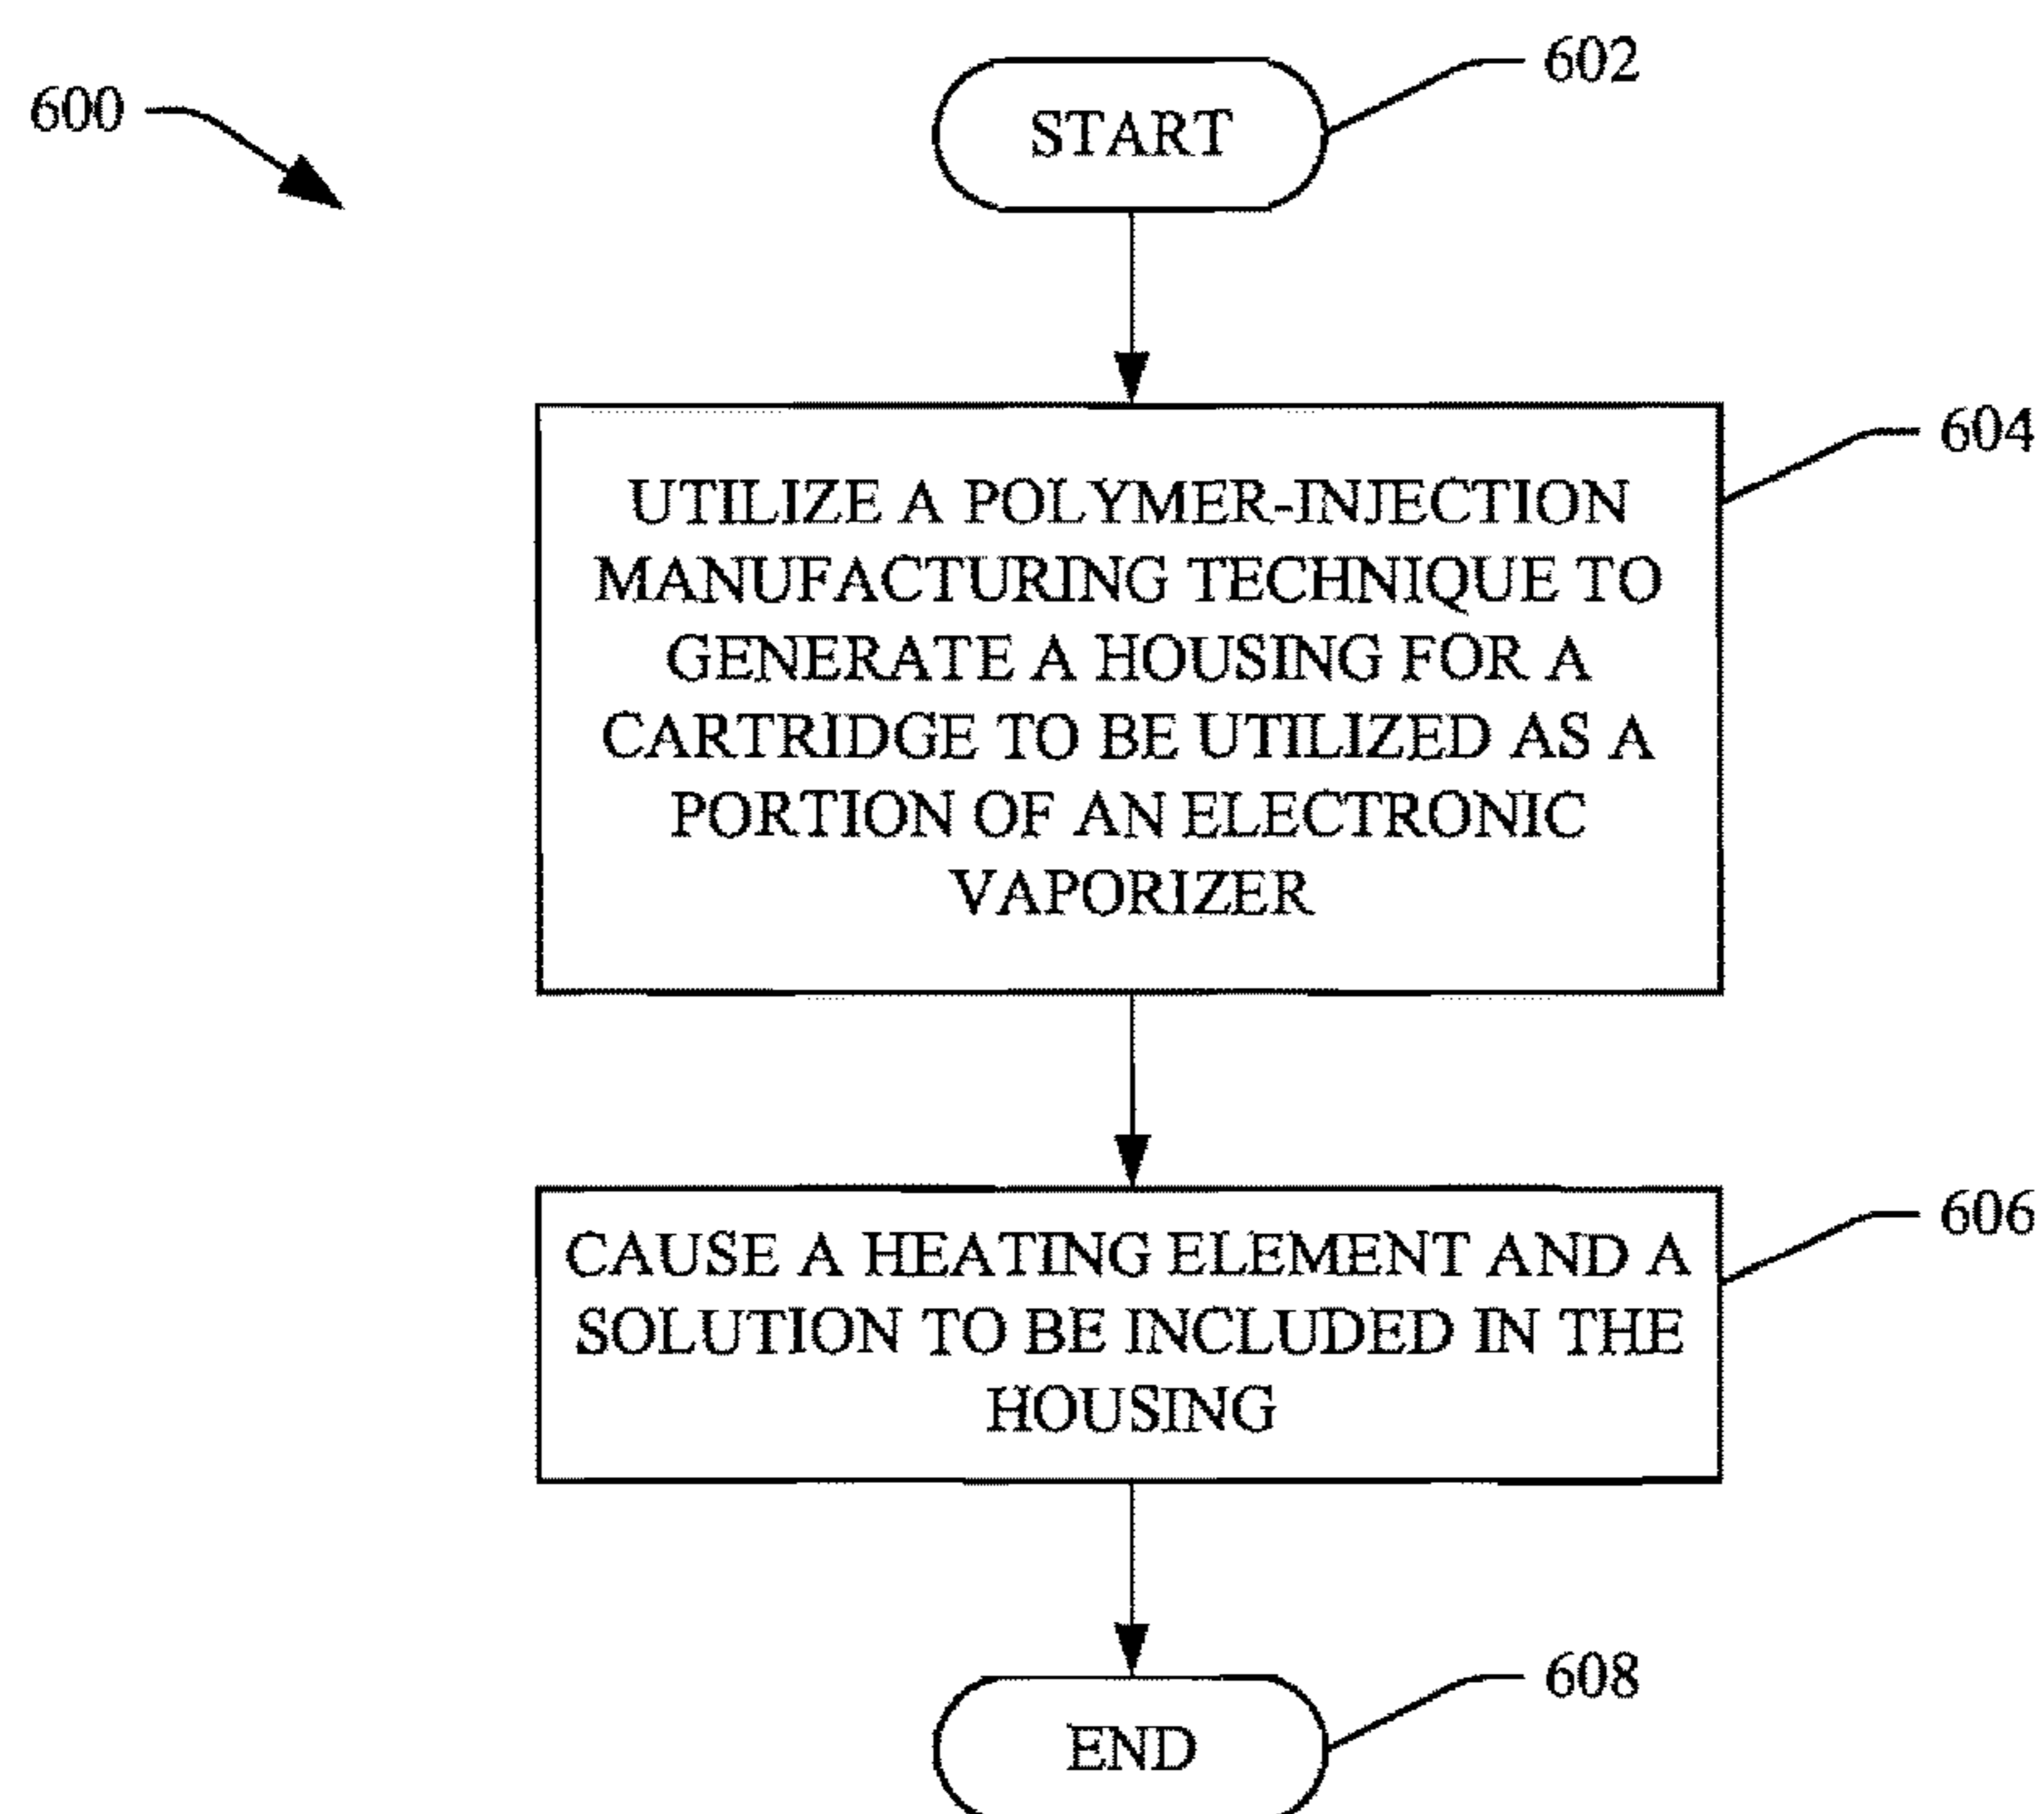 602
600
START
604
UTILIZE A POLYMER-INJECTION
MANUFACTURING TECHNIQUE TO
GENERATE A HOUSING FOR A
CARTRIDGE TO BE UTILIZED AS A
PORTION OF AN ELECTRONIC
VAPORIZER
606
CAUSE A HEATING ELEMENT AND A
SOLUTION TO BE INCLUDED IN THE
HOUSING
608
END